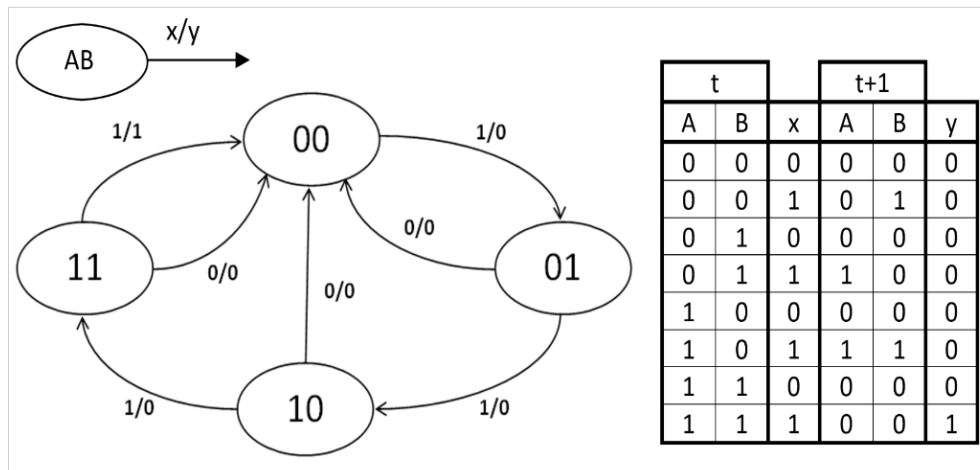 AB
x/y
1/1
00
1/0
11
0/0
0/0
0/0
01
1/0
10
1/0
t t+1
A B x A B y
0 0 0 0 0 0
0 0 1 0 1 0
0 1 0 0 0 0
0 1 1 1 0 0
1 0 0 0 0 0
1 0 1 1 1 0
1 1 0 0 0 0
1 1 1 0 0 1